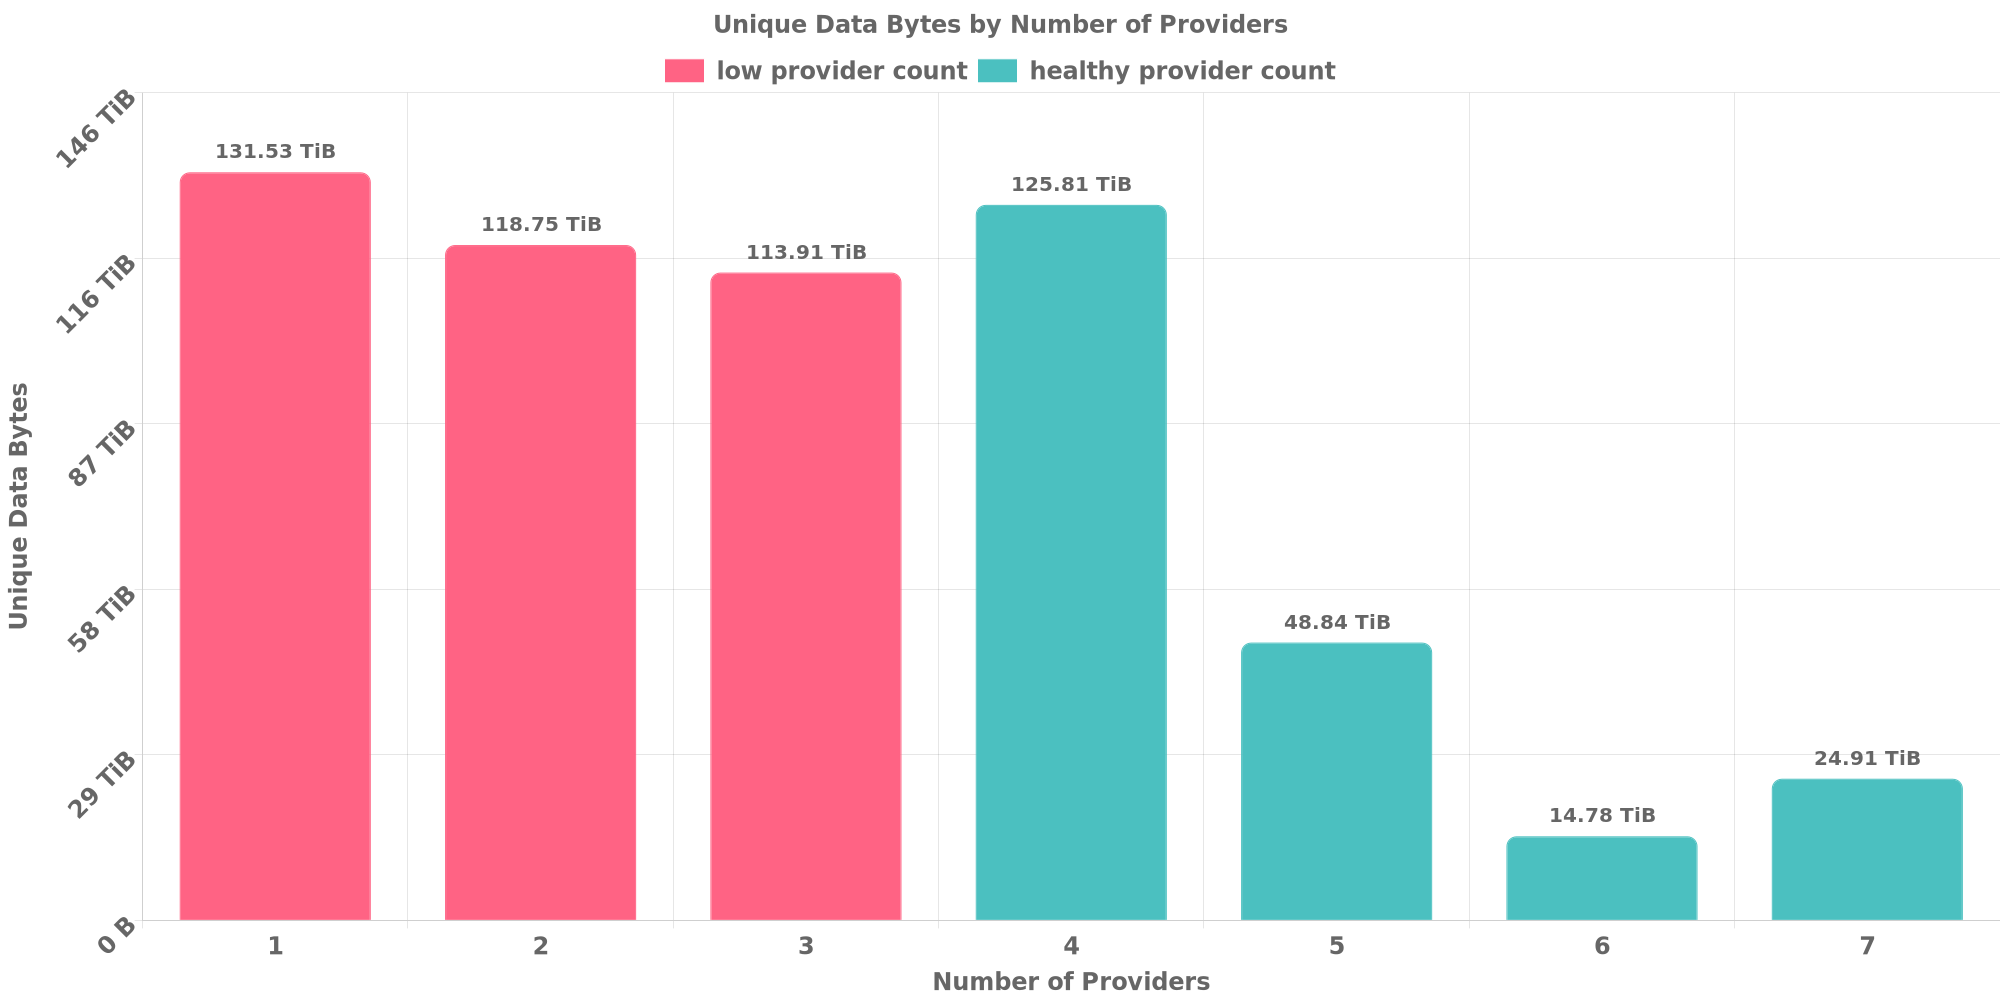 Unique Data Bytes by Number of Providers
low provider count healthy provider count
146 TiB
116 TiB
87 TiB
58 TiB
29 TiB
0 B
Unique Data Bytes
131.53 TiB
118.75 TiB
113.91 TiB
125.81 TiB
48.84 TiB
14.78 TiB
24.91 TiB
1 2 3 4 5 6 7
Number of Providers